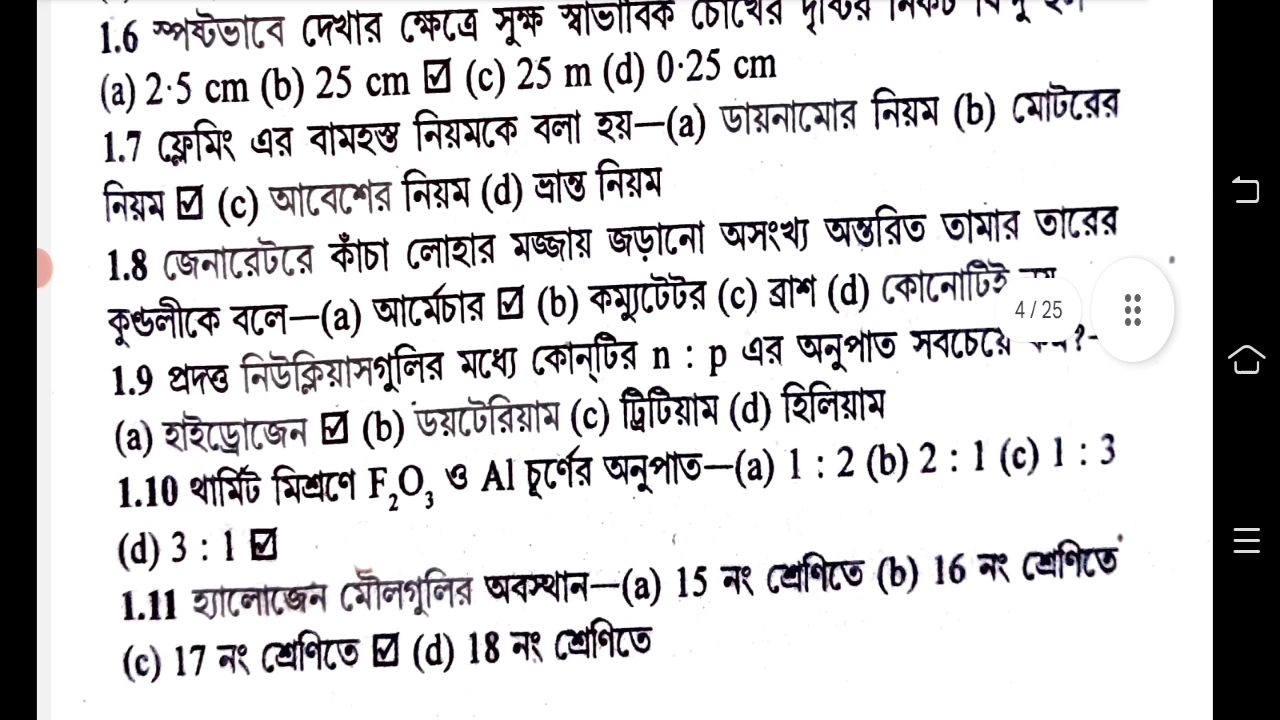 1.6 স্পষ্টভাবে দেখার ক্ষেত্রে সুক্ষ স্বাভাবিক চোখের দৃষ্টির নিকট
(a) 2·5 cm (b) 25 cm ☑ (c) 25 m (d) 0·25 cm
1.7 ফ্লেমিং এর বামহস্ত নিয়মকে বলা হয়—(a) ডায়নামোর নিয়ম (b) মোটরের
নিয়ম ☑ (c) আবেশের নিয়ম (d) ভ্রান্ত নিয়ম
1.8 জেনারেটরে কাঁচা লোহার মজ্জায় জড়ানো অসংখ্য অন্তরিত তামার তারের
কুণ্ডলীকে বলে—(a) আর্মেচার ☑ (b) কম্যুটেটর (c) ব্রাশ (d) কোনোটিই
4 / 25
1.9 প্রদত্ত নিউক্লিয়াসগুলির মধ্যে কোন্‌টির n : p এর অনুপাত সবচেয়ে
(a) হাইড্রোজেন ☑ (b) ডয়টেরিয়াম (c) ট্রিটিয়াম (d) হিলিয়াম
1.10 থার্মিট মিশ্রণে F₂O₃ ও Al চূর্ণের অনুপাত—(a) 1 : 2 (b) 2 : 1 (c) 1 : 3
(d) 3 : 1 ☑
1.11 হ্যালোজেন মৌলগুলির অবস্থান—(a) 15 নং শ্রেণিতে (b) 16 নং শ্রেণিতে
(c) 17 নং শ্রেণিতে ☑ (d) 18 নং শ্রেণিতে